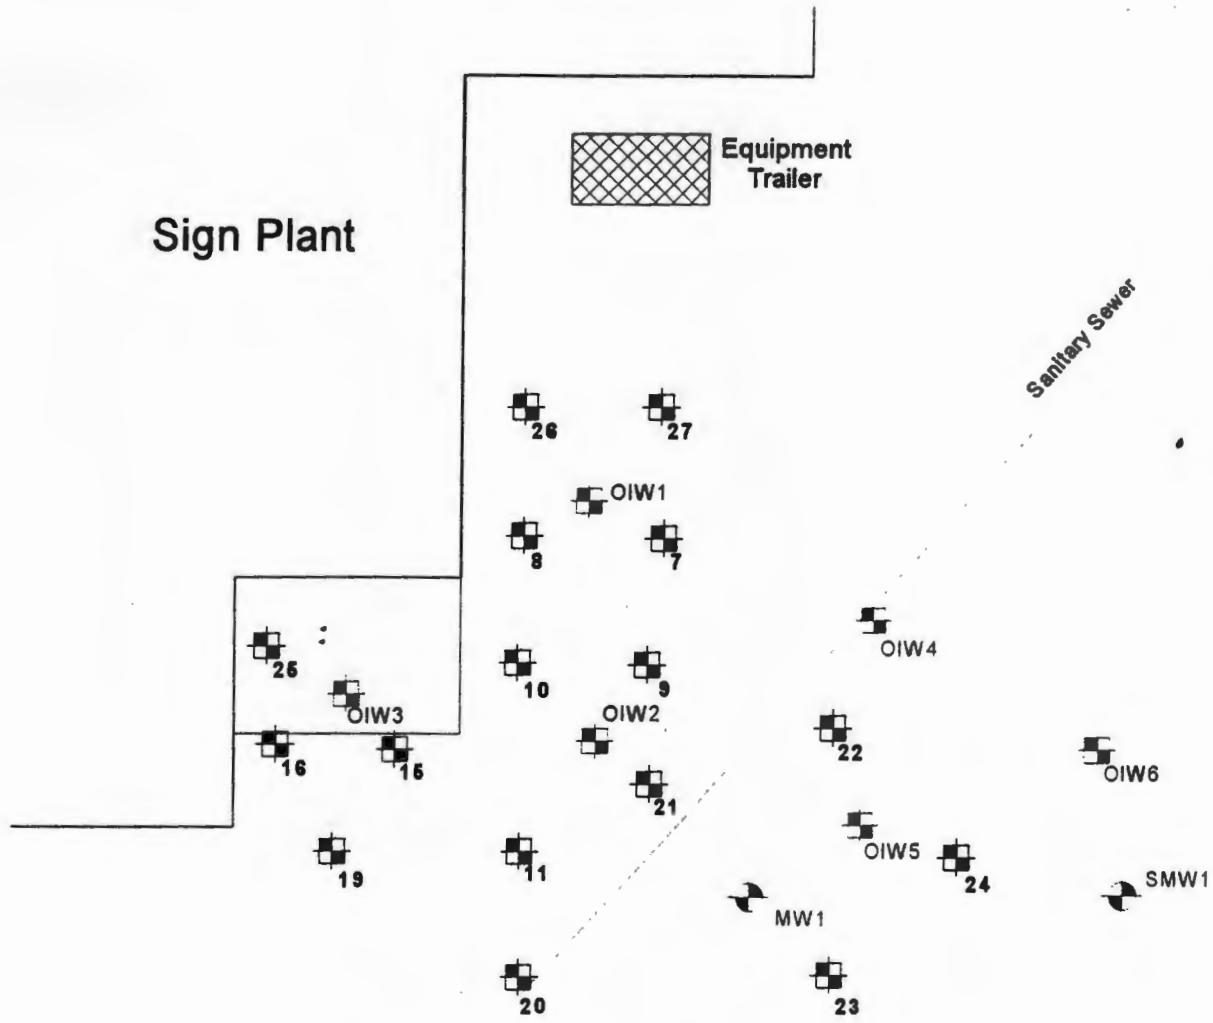 Equipment
Trailer
Sign Plant
Sanitary Sewer
26
27
OIW1
8
7
OIW4
25
10
9
OIW3
OIW2
22
16
15
OIW6
21
OIW5
19
11
24
SMW1
MW1
20
23